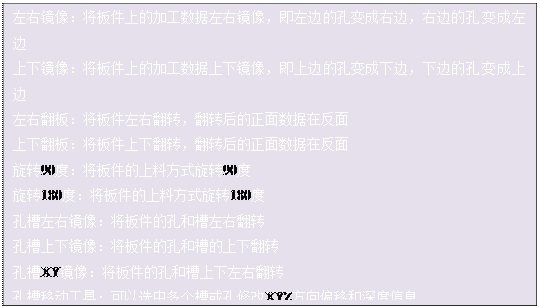 左右镜像：将板件上的加工数据左右镜像，即左边的孔变成右边，右边的孔变成左
边
上下镜像：将板件上的加工数据上下镜像，即上边的孔变成下边，下边的孔变成上
边
左右翻板：将板件左右翻转，翻转后的正面数据在反面
上下翻板：将板件上下翻转，翻转后的正面数据在反面
旋转90度：将板件的上料方式旋转90度
旋转180度：将板件的上料方式旋转180度
孔槽左右镜像：将板件的孔和槽左右翻转
孔槽上下镜像：将板件的孔和槽的上下翻转
孔槽XY镜像：将板件的孔和槽上下左右翻转
孔槽移动工具：可以选中多个槽或孔修改XYZ方向偏移和深度信息